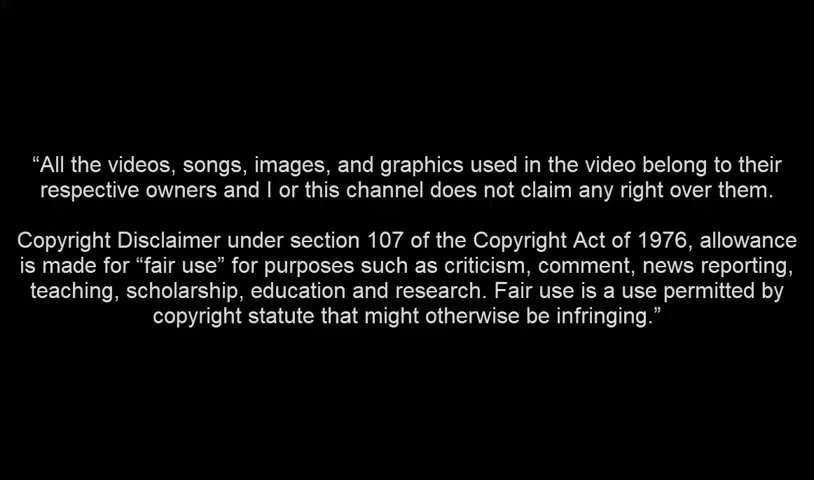 “All the videos, songs, images, and graphics used in the video belong to their
respective owners and I or this channel does not claim any right over them.
Copyright Disclaimer under section 107 of the Copyright Act of 1976, allowance
is made for “fair use” for purposes such as criticism, comment, news reporting,
teaching, scholarship, education and research. Fair use is a use permitted by
copyright statute that might otherwise be infringing.”